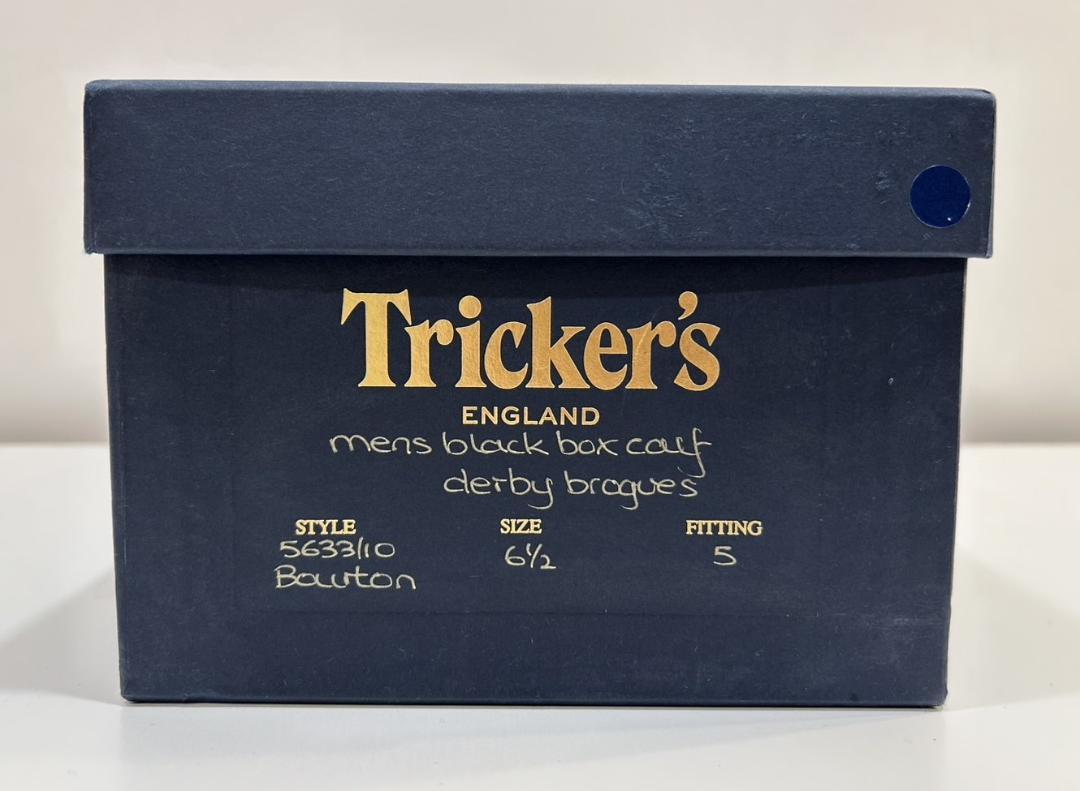 Tricker's
ENGLAND
mens black box calf
derby brogues
STYLE SIZE FITTING
5633/10 6½ 5
Bourton